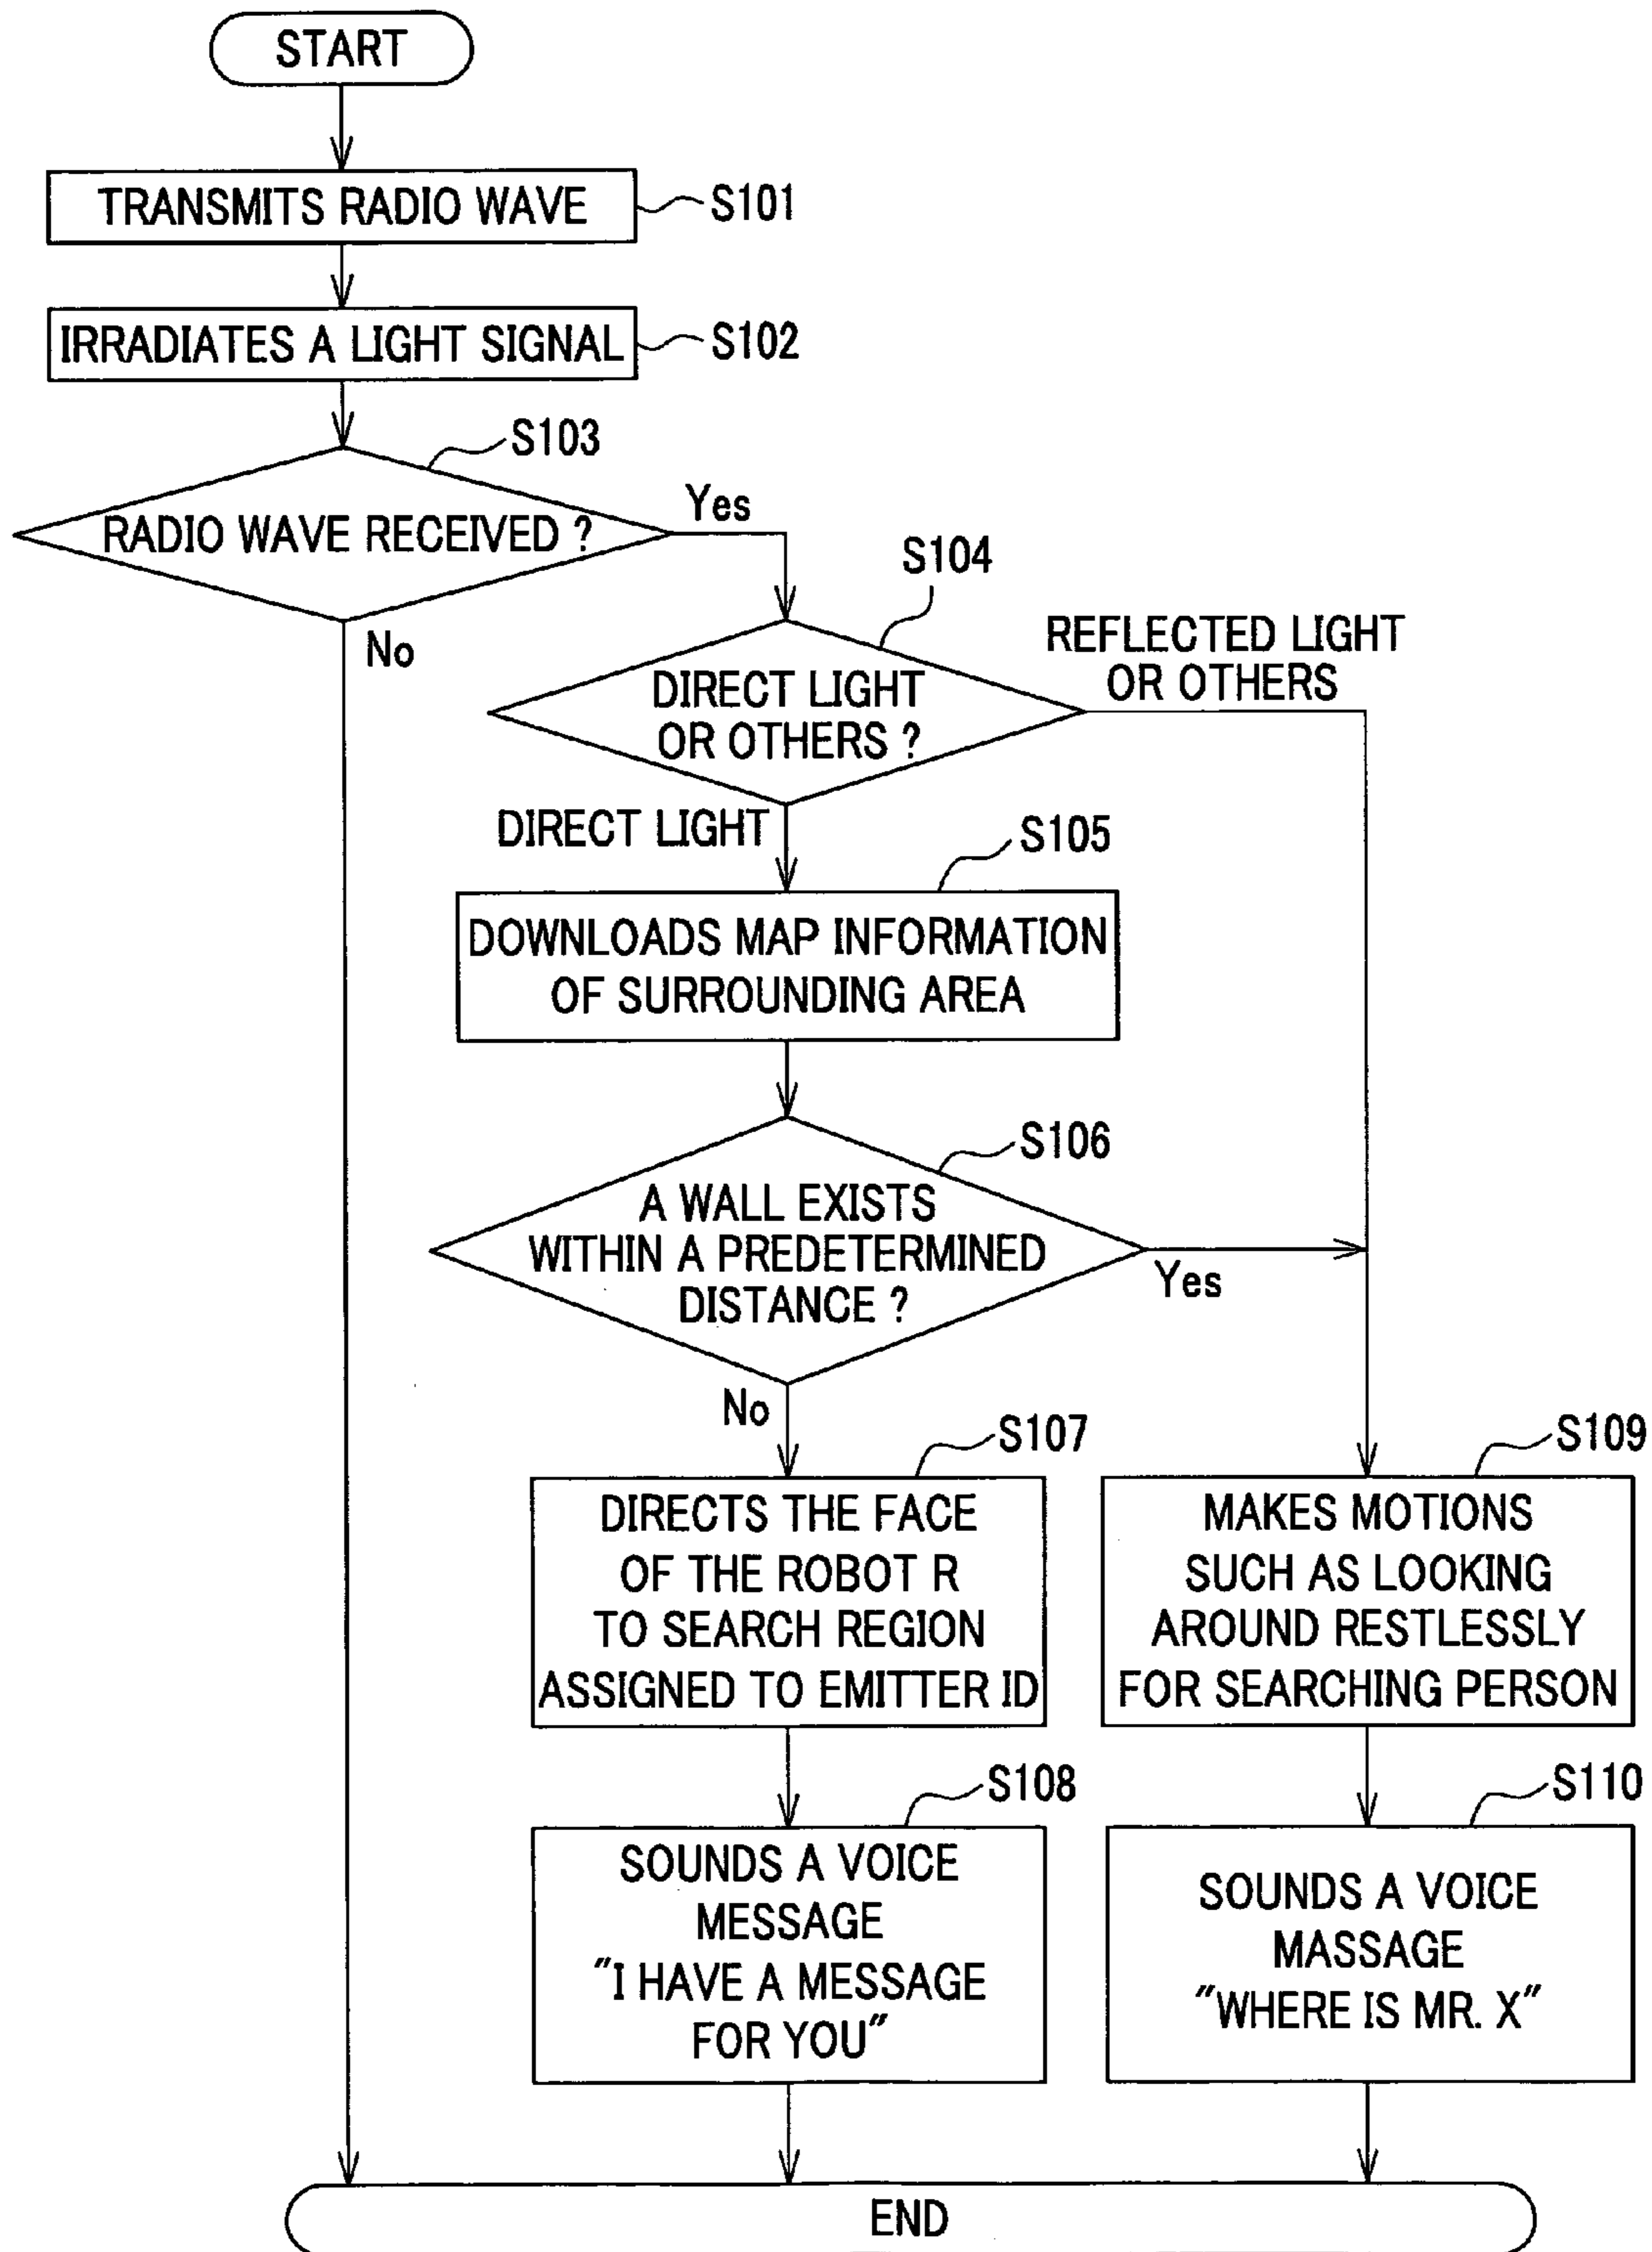 START
TRANSMITS RADIO WAVE
S101
IRRADIATES A LIGHT SIGNAL
S102
S103
RADIO WAVE RECEIVED ?
Yes
No
S104
DIRECT LIGHT
OR OTHERS ?
REFLECTED LIGHT
OR OTHERS
DIRECT LIGHT
S105
DOWNLOADS MAP INFORMATION
OF SURROUNDING AREA
S106
A WALL EXISTS
WITHIN A PREDETERMINED
DISTANCE ?
Yes
No
S107
DIRECTS THE FACE
OF THE ROBOT R
TO SEARCH REGION
ASSIGNED TO EMITTER ID
S109
MAKES MOTIONS
SUCH AS LOOKING
AROUND RESTLESSLY
FOR SEARCHING PERSON
S108
SOUNDS A VOICE
MESSAGE
"I HAVE A MESSAGE
FOR YOU"
S110
SOUNDS A VOICE
MASSAGE
"WHERE IS MR. X"
END